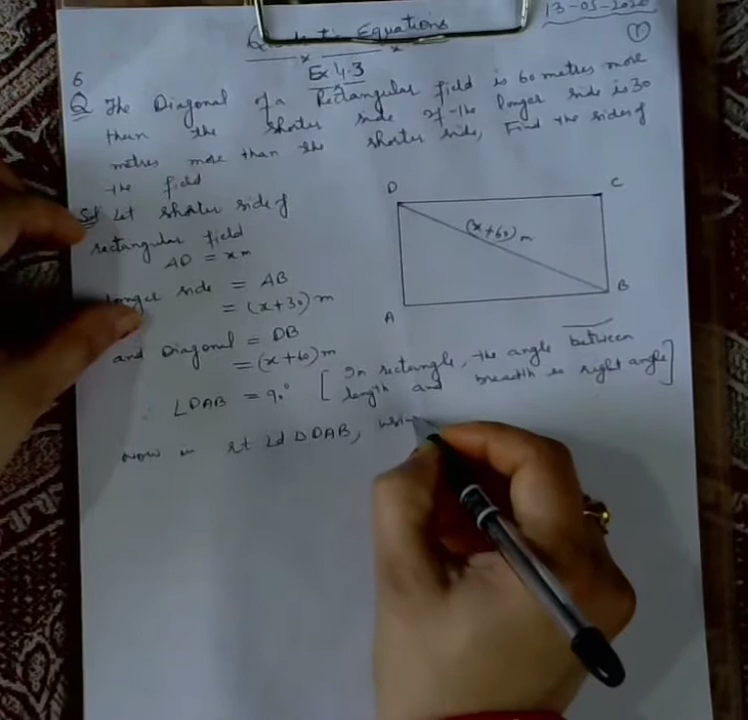 13-05-2020
Equations
Ex 4.3
1
6
Q The Diagonal of a Rectangular field is 60 metres more
than the shorter side If the longer side is 30
metres more than the shorter side, Find the sides of
the field
Sol Let shorter side of
rectangular field
AD = x m
longer side = AB
= (x+30) m
and Diagonal = DB
= (x+60) m
D
C
(x+60) m
A
B
∠DAB = 90° [In rectangle, the angle between
length and breadth is right angle]
Now in rt ∠d ∆DAB,